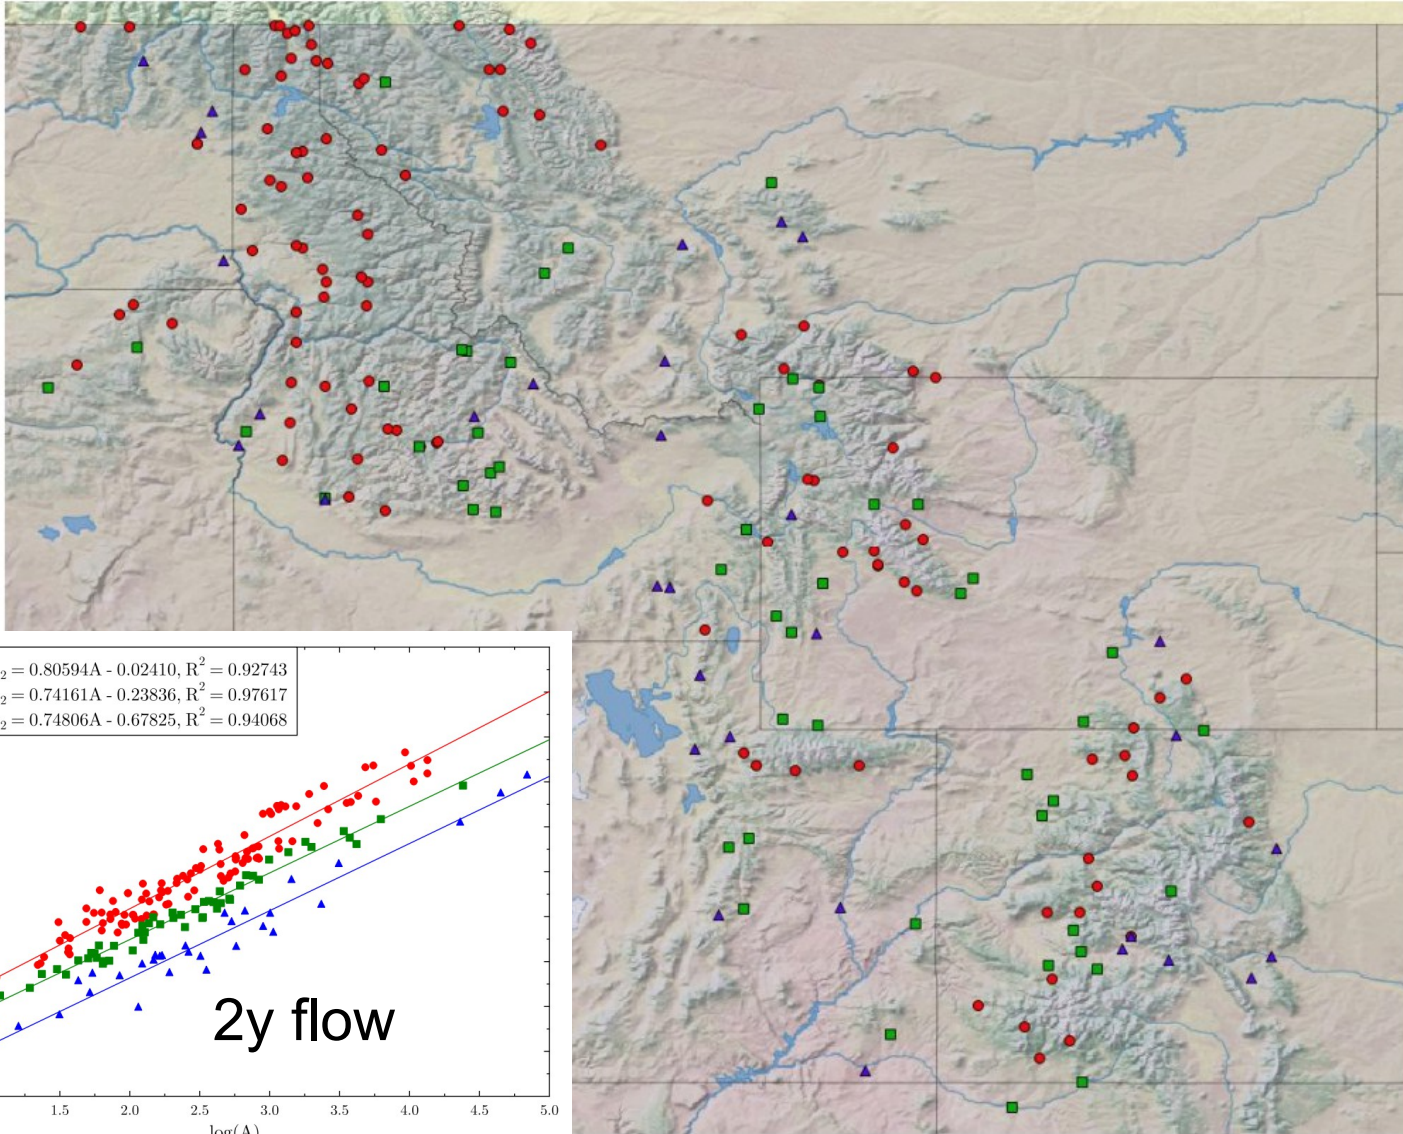 ₂ = 0.80594A - 0.02410, R² = 0.92743
₂ = 0.74161A - 0.23836, R² = 0.97617
₂ = 0.74806A - 0.67825, R² = 0.94068
2y flow
1.5 2.0 2.5 3.0 3.5 4.0 4.5 5.0
log(A)